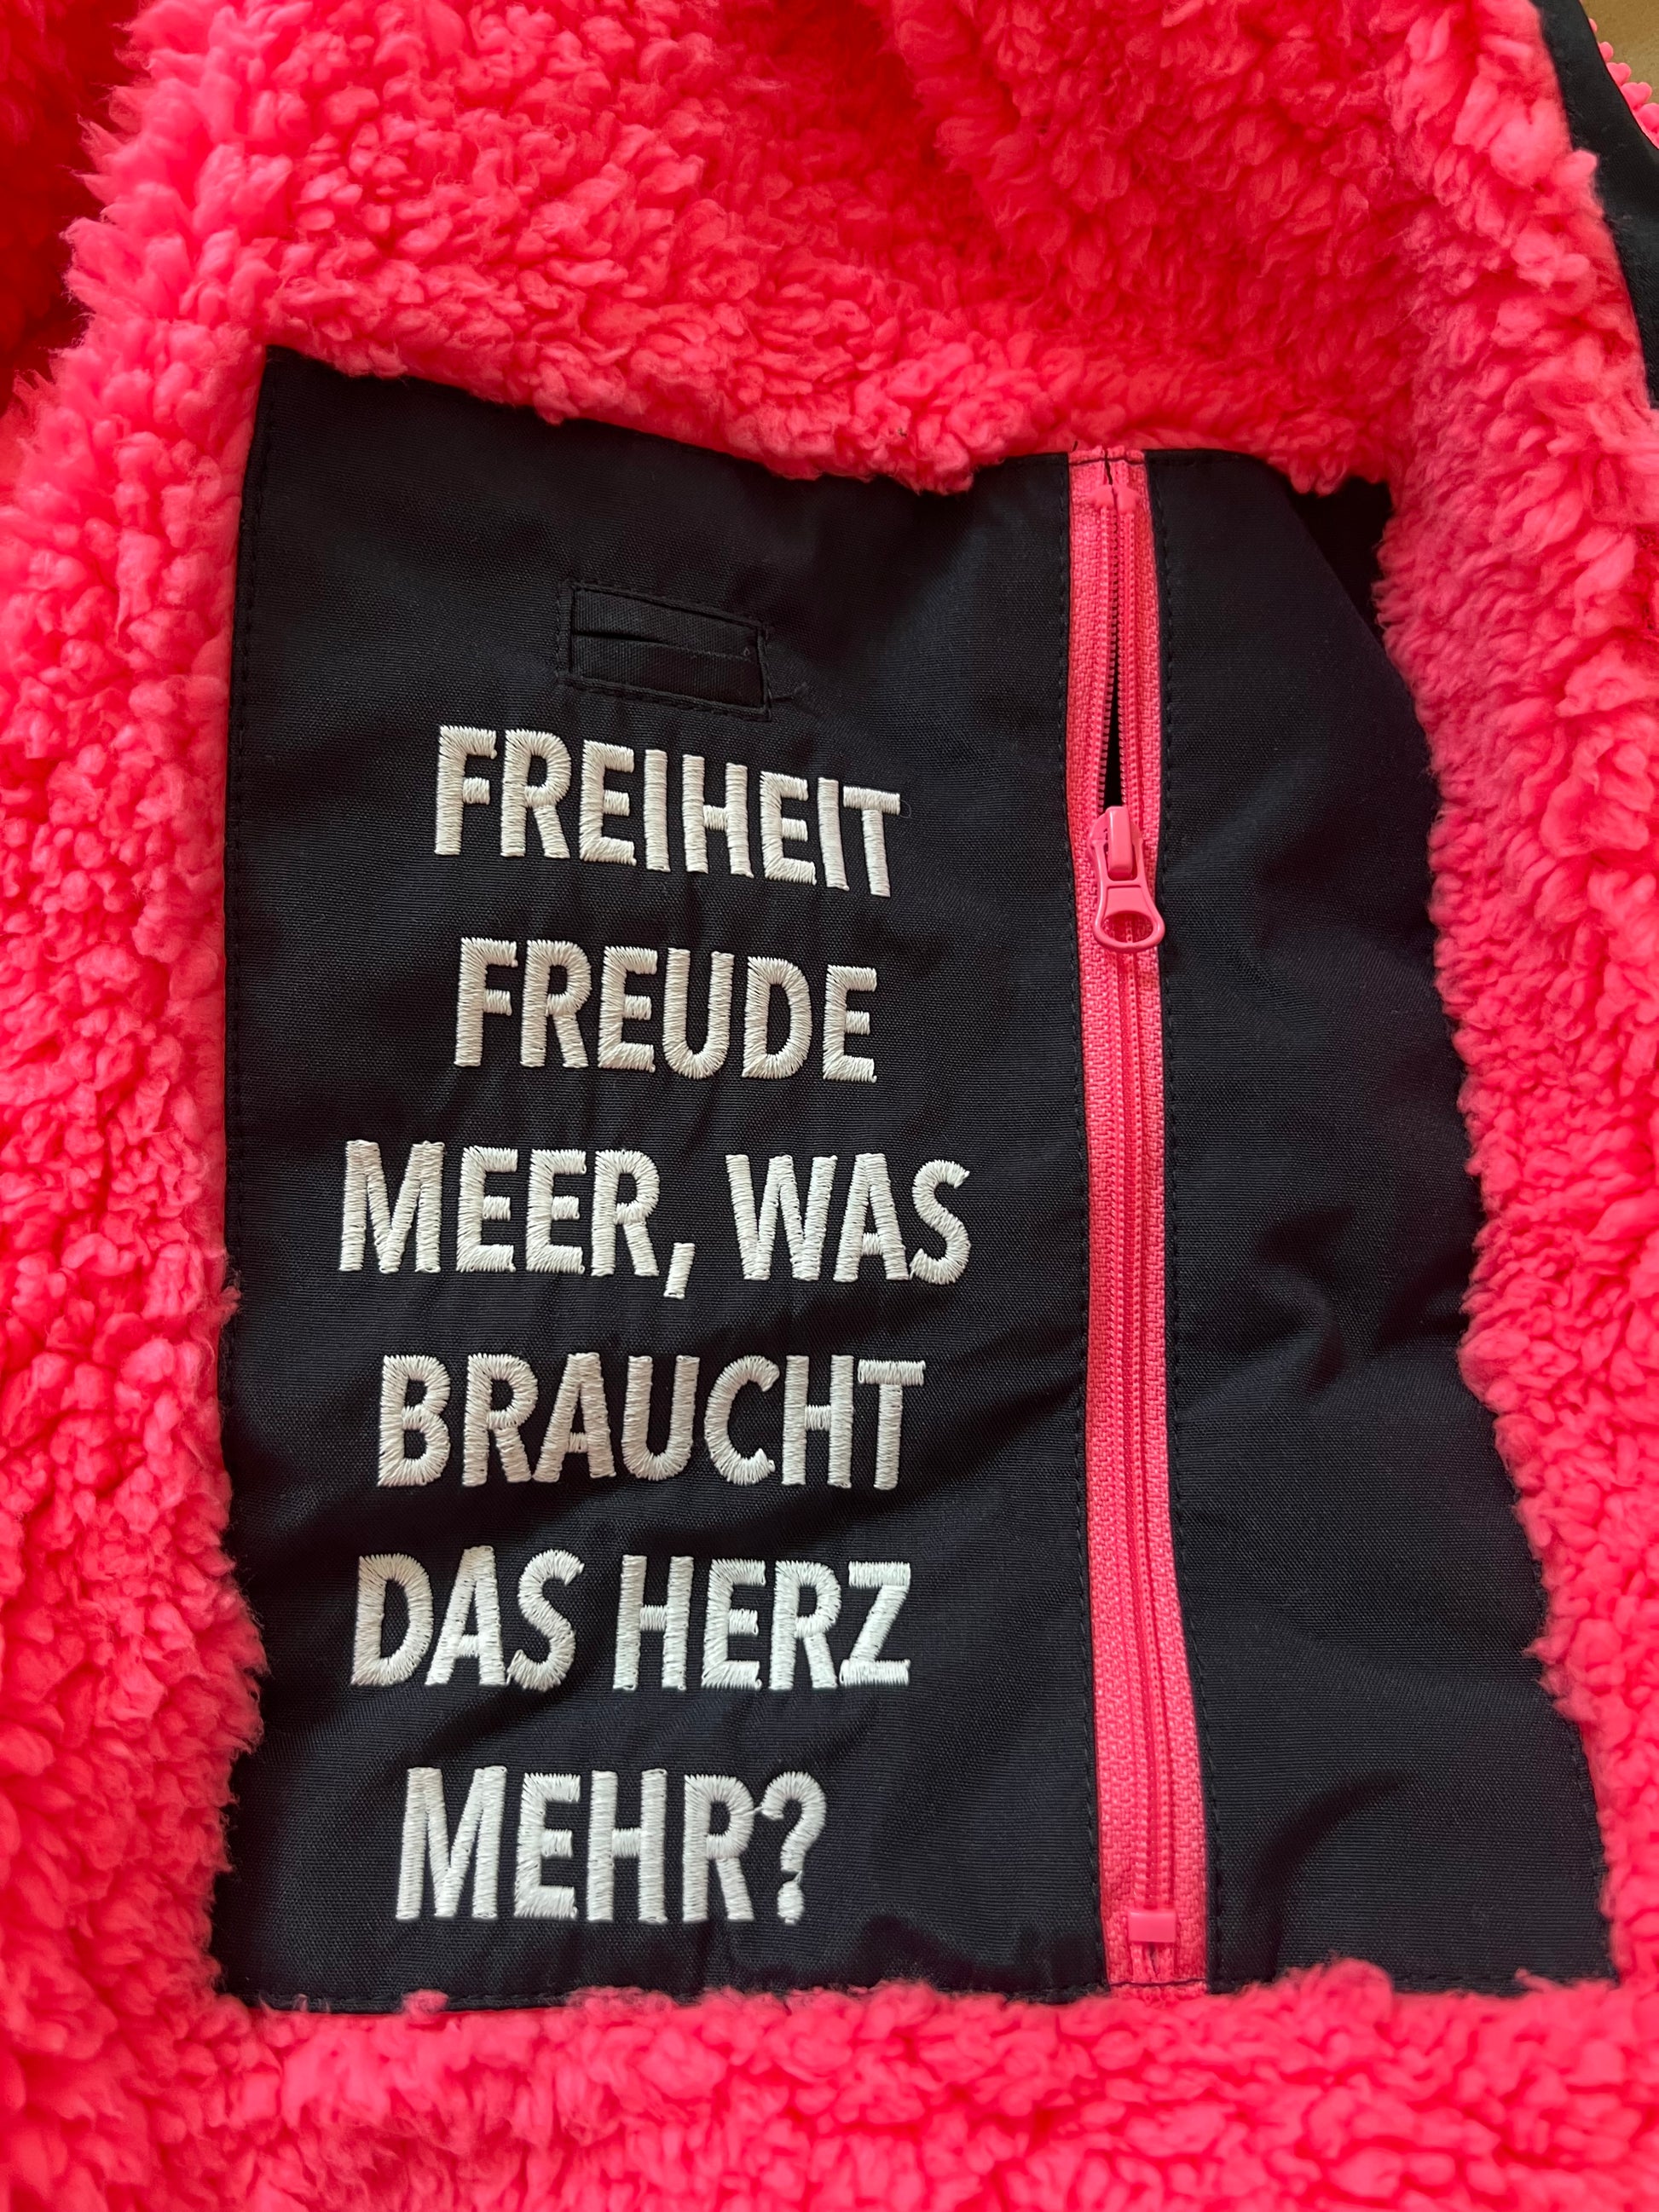 FREIHEIT
FREUDE
MEER, WAS
BRAUCHT
DAS HERZ
MEHR?